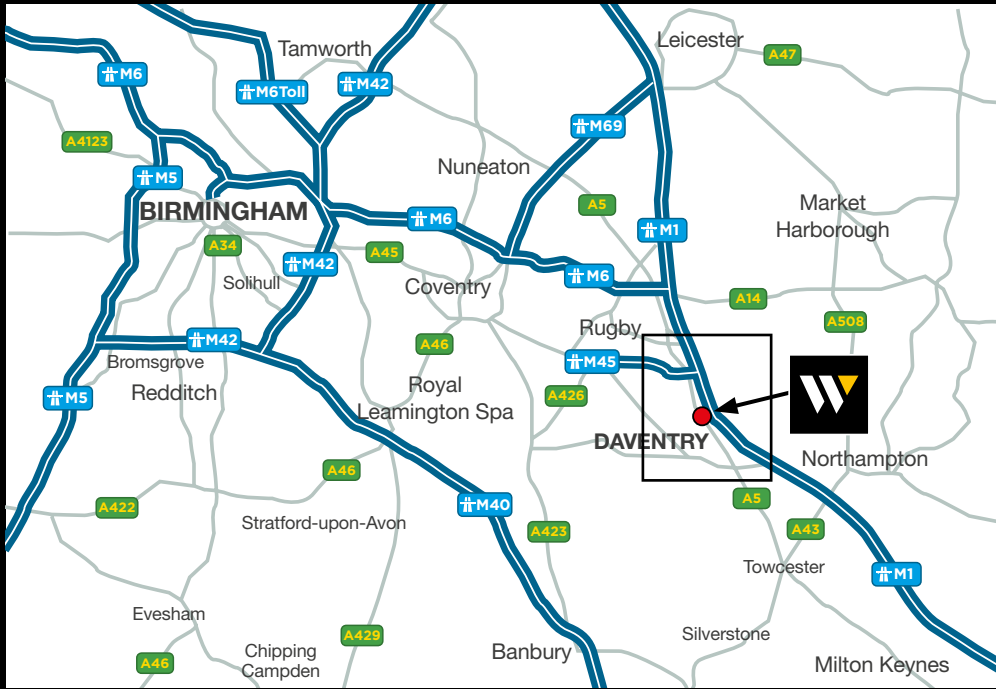 Leicester
Tamworth
A47
M6
M6Toll
M42
M69
A4123
Nuneaton
M5
A5
Market
Harborough
BIRMINGHAM
M6
M1
A34
A45
M42
Solihull
M6
Coventry
A14
A508
Rugby
M42
A46
M45
Bromsgrove
Redditch
Royal
Leamington Spa
A426
M5
DAVENTRY
Northampton
A46
A5
A422
M40
Stratford-upon-Avon
A423
A43
Towcester
M1
Evesham
A429
Silverstone
Chipping
Campden
Banbury
A46
Milton Keynes